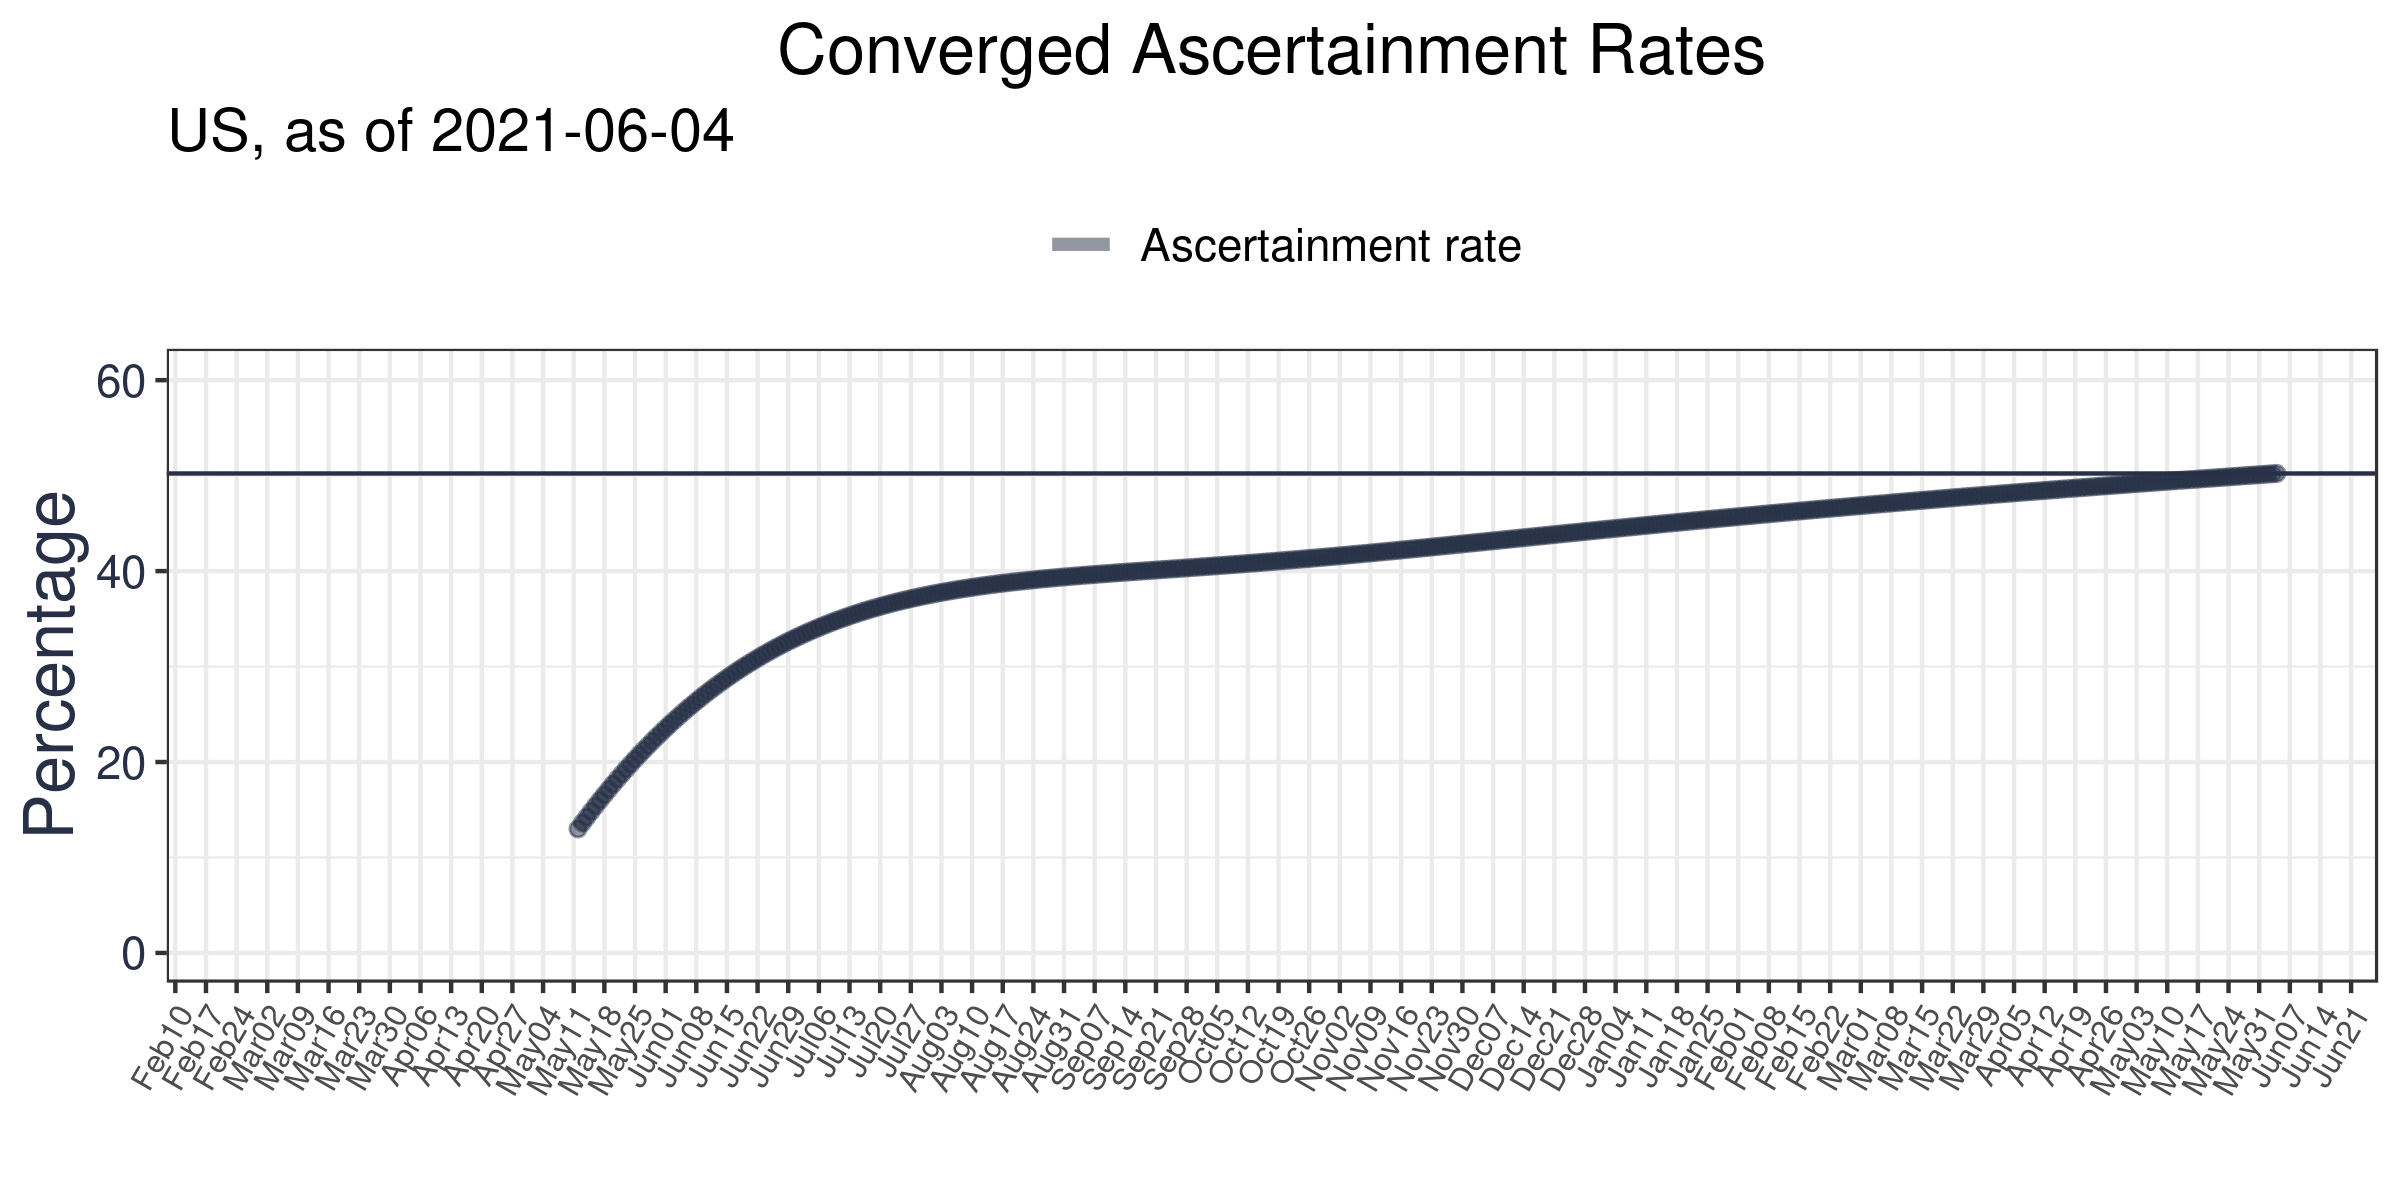 Converged Ascertainment Rates
US, as of 2021-06-04
Ascertainment rate
Percentage
60
40
20
0
Feb10
Feb17
Feb24
Mar02
Mar09
Mar16
Mar23
Mar30
Apr06
Apr13
Apr20
Apr27
May04
May11
May18
May25
Jun01
Jun08
Jun15
Jun22
Jun29
Jul06
Jul13
Jul20
Jul27
Aug03
Aug10
Aug17
Aug24
Aug31
Sep07
Sep14
Sep21
Sep28
Oct05
Oct12
Oct19
Oct26
Nov02
Nov09
Nov16
Nov23
Nov30
Dec07
Dec14
Dec21
Dec28
Jan04
Jan11
Jan18
Jan25
Feb01
Feb08
Feb15
Feb22
Mar01
Mar08
Mar15
Mar22
Mar29
Apr05
Apr12
Apr19
Apr26
May03
May10
May17
May24
May31
Jun07
Jun14
Jun21